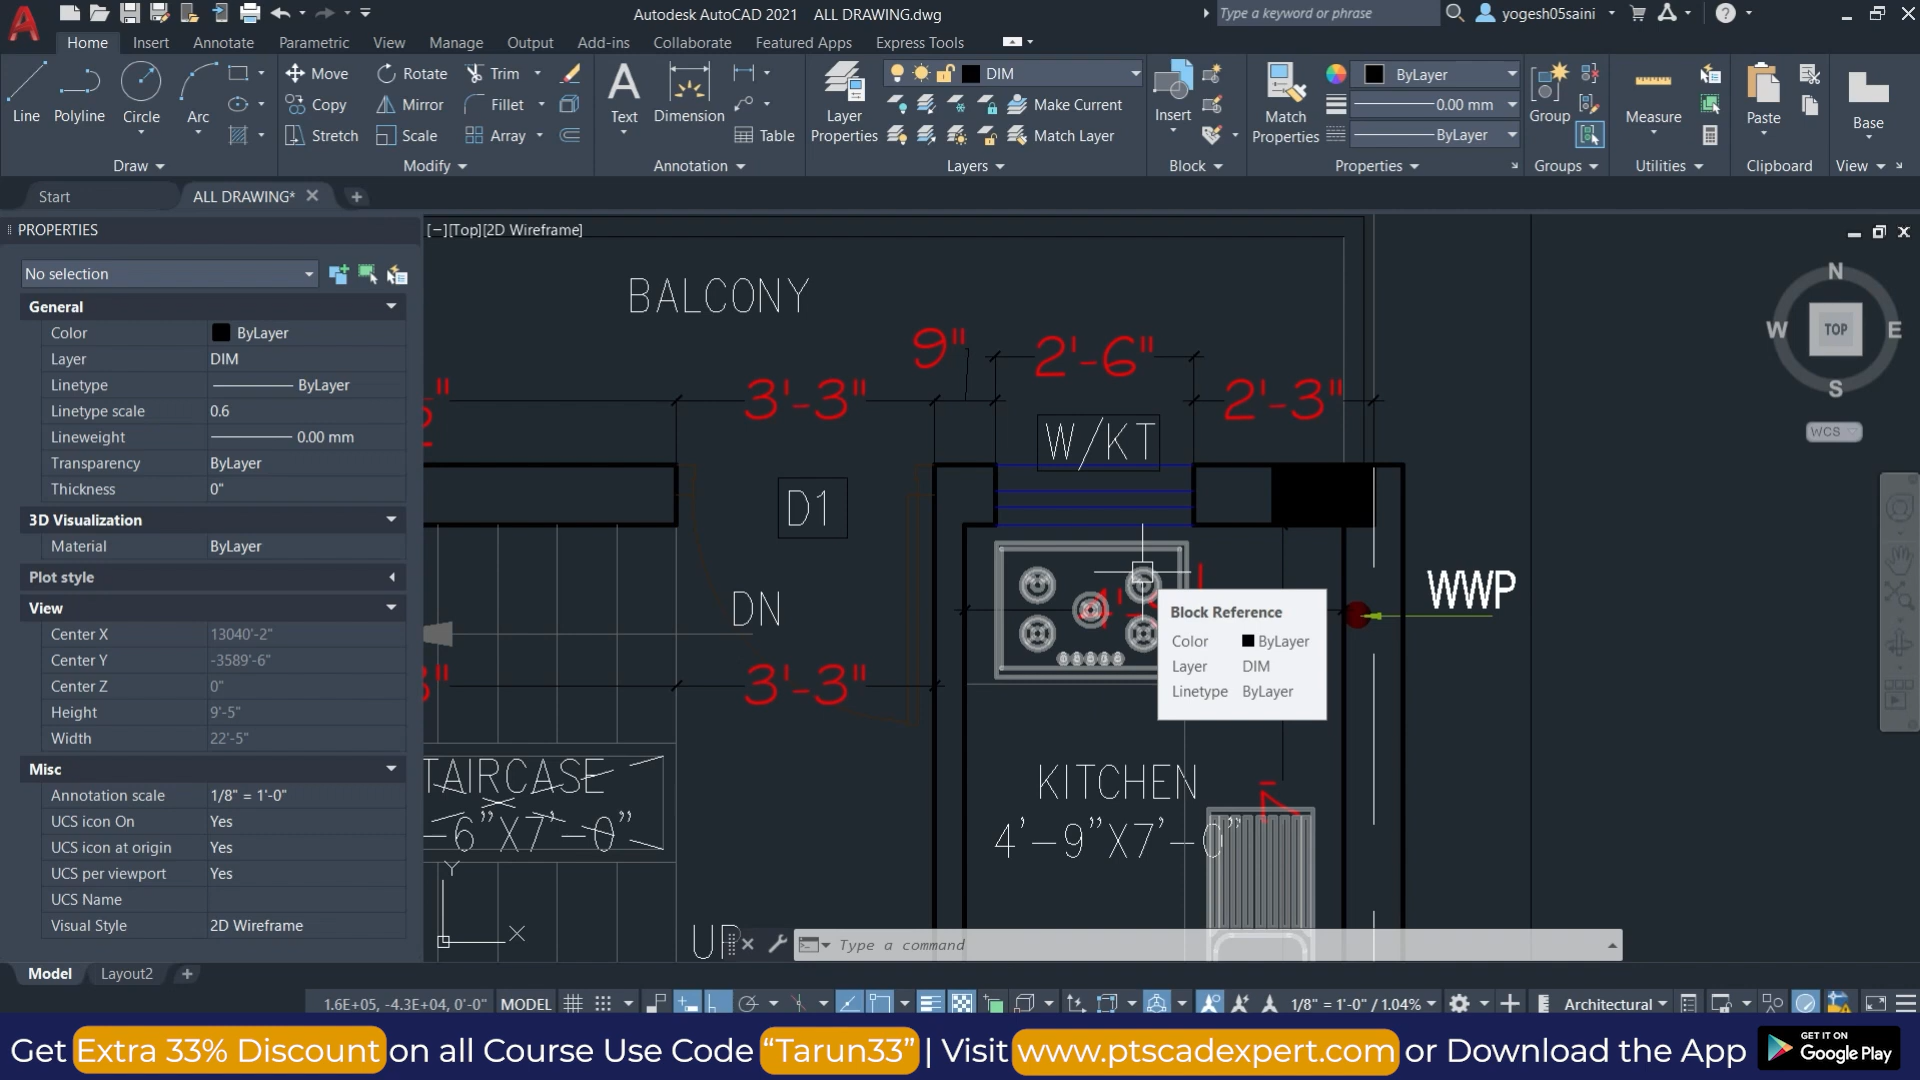 Autodesk AutoCAD 2021 ALL DRAWING.dwg
Type a keyword or phrase
yogesh05saini
Home Insert Annotate Parametric View Manage Output Add-ins Collaborate Featured Apps Express Tools
Line
Polyline
Circle
Arc
Move
Rotate
Trim
Copy
Mirror
Fillet
Stretch
Scale
Array
Text
Dimension
Table
Layer
Properties
DIM
Make Current
Match Layer
Insert
Match
Properties
ByLayer
0.00 mm
ByLayer
Group
Measure
Paste
Base
Draw
Modify
Annotation
Layers
Block
Properties
Groups
Utilities
Clipboard
View
Start
ALL DRAWING*
PROPERTIES
No selection
General
Color ByLayer
Layer DIM
Linetype ByLayer
Linetype scale 0.6
Lineweight 0.00 mm
Transparency ByLayer
Thickness 0"
3D Visualization
Material ByLayer
Plot style
View
Center X 13040'-2"
Center Y -3589'-6"
Center Z 0"
Height 9'-5"
Width 22'-5"
Misc
Annotation scale 1/8" = 1'-0"
UCS icon On Yes
UCS icon at origin Yes
UCS per viewport Yes
UCS Name
Visual Style 2D Wireframe
[−][Top][2D Wireframe]
BALCONY
9"
2'-6"
3'-3"
2'-3"
W/KT
D1
DN
3'-3"
WWP
Block Reference
Color ByLayer
Layer DIM
Linetype ByLayer
TAIRCASE
-6"X7'-0"
KITCHEN
4'-9"X7'-0"
UP
Y
X
N
W TOP E
S
WCS
Type a command
Model
Layout2
1.6E+05, -4.3E+04, 0'-0" MODEL
1/8" = 1'-0" / 1.04%
Architectural
Get Extra 33% Discount on all Course Use Code “Tarun33” | Visit www.ptscadexpert.com or Download the App
GET IT ON
Google Play